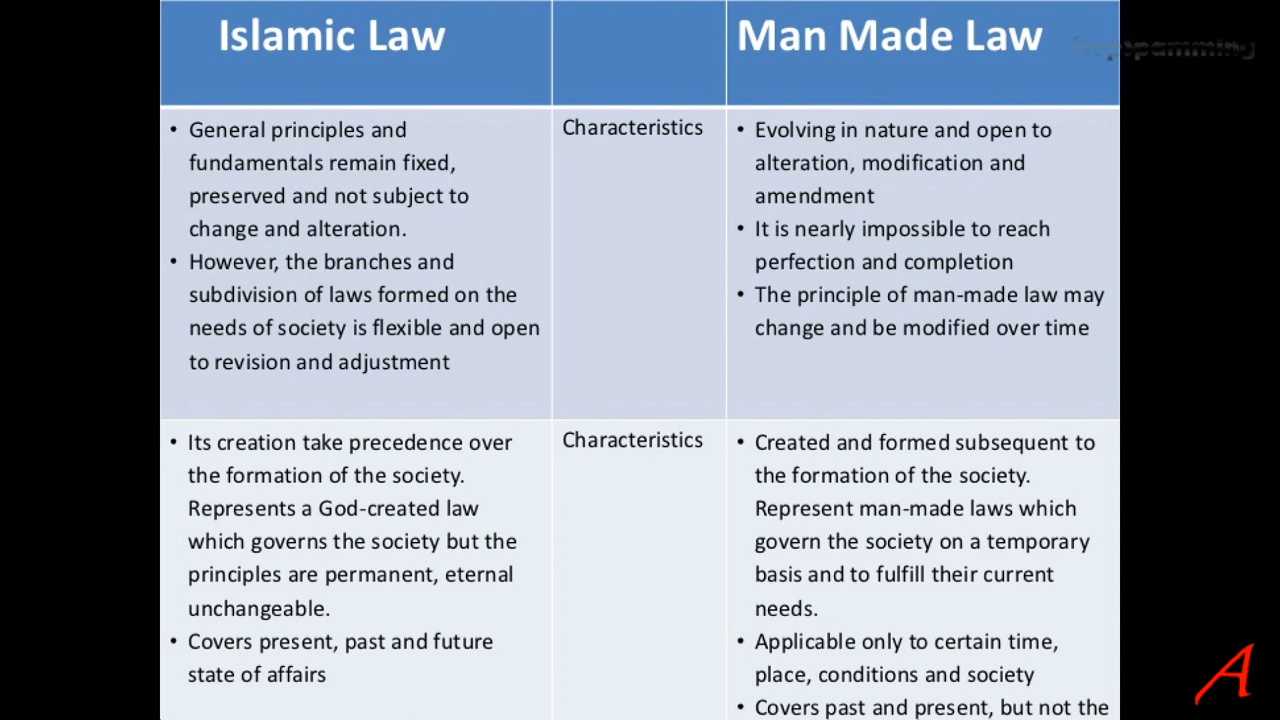 Islamic Law
Man Made Law
• General principles and
fundamentals remain fixed,
preserved and not subject to
change and alteration.
• However, the branches and
subdivision of laws formed on the
needs of society is flexible and open
to revision and adjustment
Characteristics
• Evolving in nature and open to
alteration, modification and
amendment
• It is nearly impossible to reach
perfection and completion
• The principle of man-made law may
change and be modified over time
• Its creation take precedence over
the formation of the society.
Represents a God-created law
which governs the society but the
principles are permanent, eternal
unchangeable.
• Covers present, past and future
state of affairs
Characteristics
• Created and formed subsequent to
the formation of the society.
Represent man-made laws which
govern the society on a temporary
basis and to fulfill their current
needs.
• Applicable only to certain time,
place, conditions and society
• Covers past and present, but not the
A